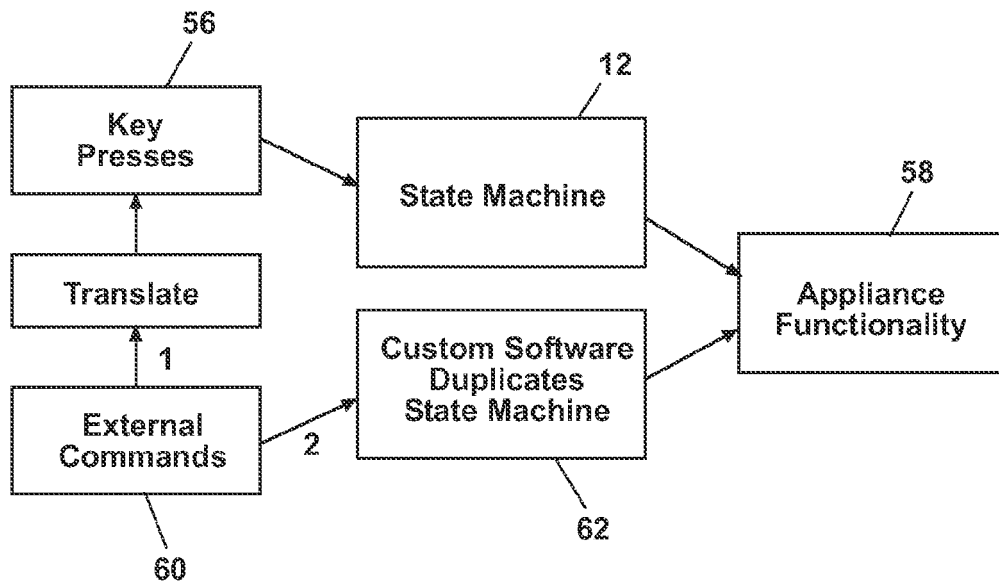 56
Key
Presses
12
State Machine
58
Appliance
Functionality
Translate
1
External
Commands
60
2
Custom Software
Duplicates
State Machine
62